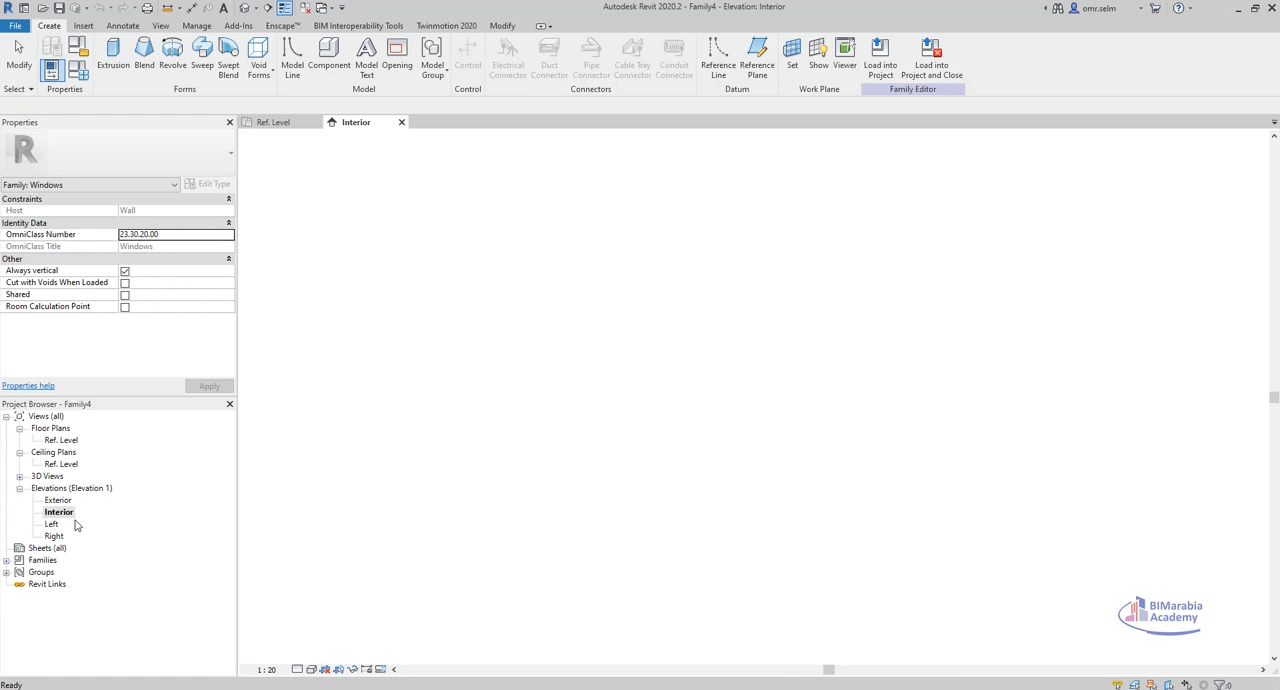 Autodesk Revit 2020.2 - Family4 - Elevation: Interior
omr.selm
File Create Insert Annotate View Manage Add-Ins Enscape™ BIM Interoperability Tools Twinmotion 2020 Modify
Modify
Extrusion Blend Revolve Sweep Swept Blend Void Forms
Model Line Component Model Text Opening Model Group
Control
Electrical Connector Duct Connector Pipe Connector Cable Tray Connector Conduit Connector
Reference Line Reference Plane
Set Show Viewer
Load into Project Load into Project and Close
Select Properties Forms Model Control Connectors Datum Work Plane Family Editor
Properties
Ref. Level Interior
R
Family: Windows Edit Type
Constraints
Host Wall
Identity Data
OmniClass Number 23.30.20.00
OmniClass Title Windows
Other
Always vertical
Cut with Voids When Loaded
Shared
Room Calculation Point
Properties help Apply
Project Browser - Family4
Views (all)
Floor Plans
Ref. Level
Ceiling Plans
Ref. Level
3D Views
Elevations (Elevation 1)
Exterior
Interior
Left
Right
Sheets (all)
Families
Groups
Revit Links
BIMarabia
Academy
1 : 20
Ready
:0